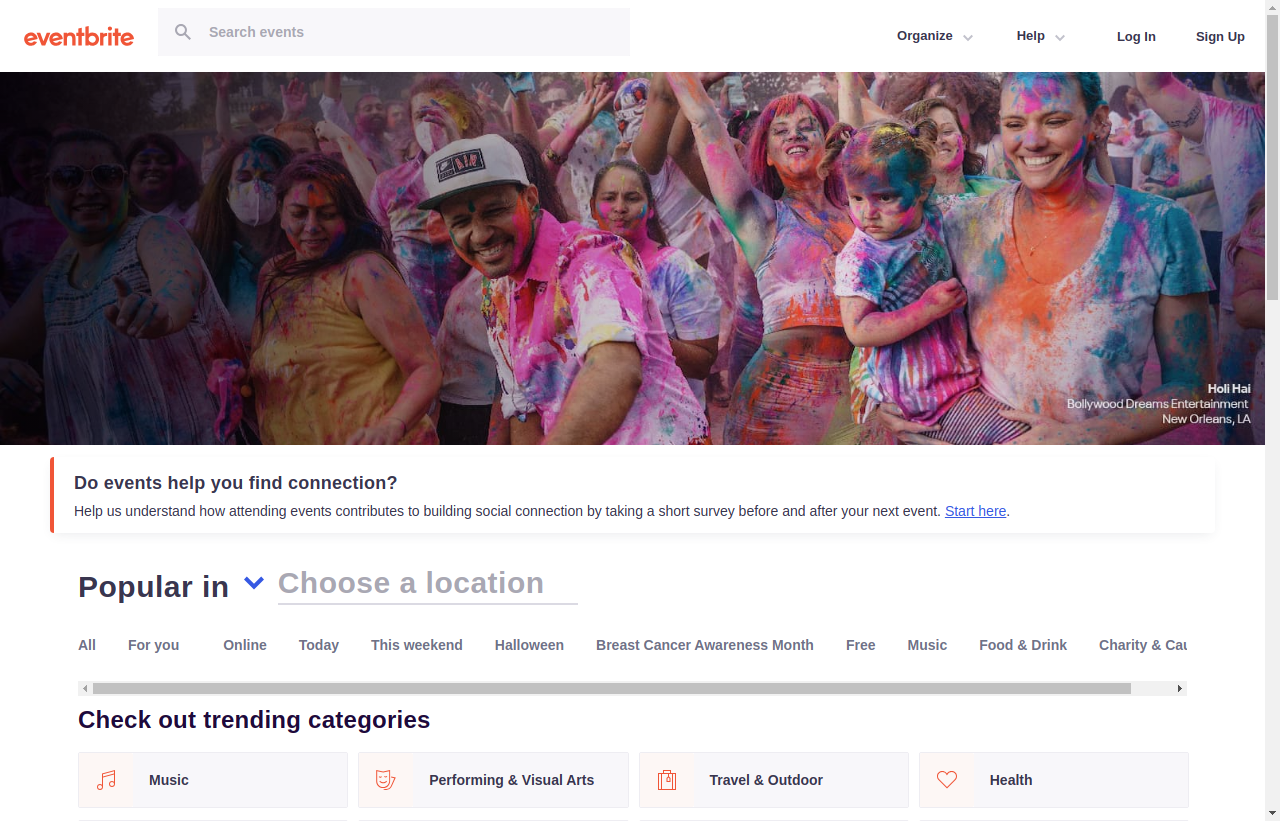 eventbrite
Search events
Organize
Help
Log In
Sign Up
Holi Hai
Bollywood Dreams Entertainment
New Orleans, LA
Do events help you find connection?
Help us understand how attending events contributes to building social connection by taking a short survey before and after your next event. Start here.
Popular in
Choose a location
All
For you
Online
Today
This weekend
Halloween
Breast Cancer Awareness Month
Free
Music
Food & Drink
Charity & Cau
Check out trending categories
Music
Performing & Visual Arts
Travel & Outdoor
Health